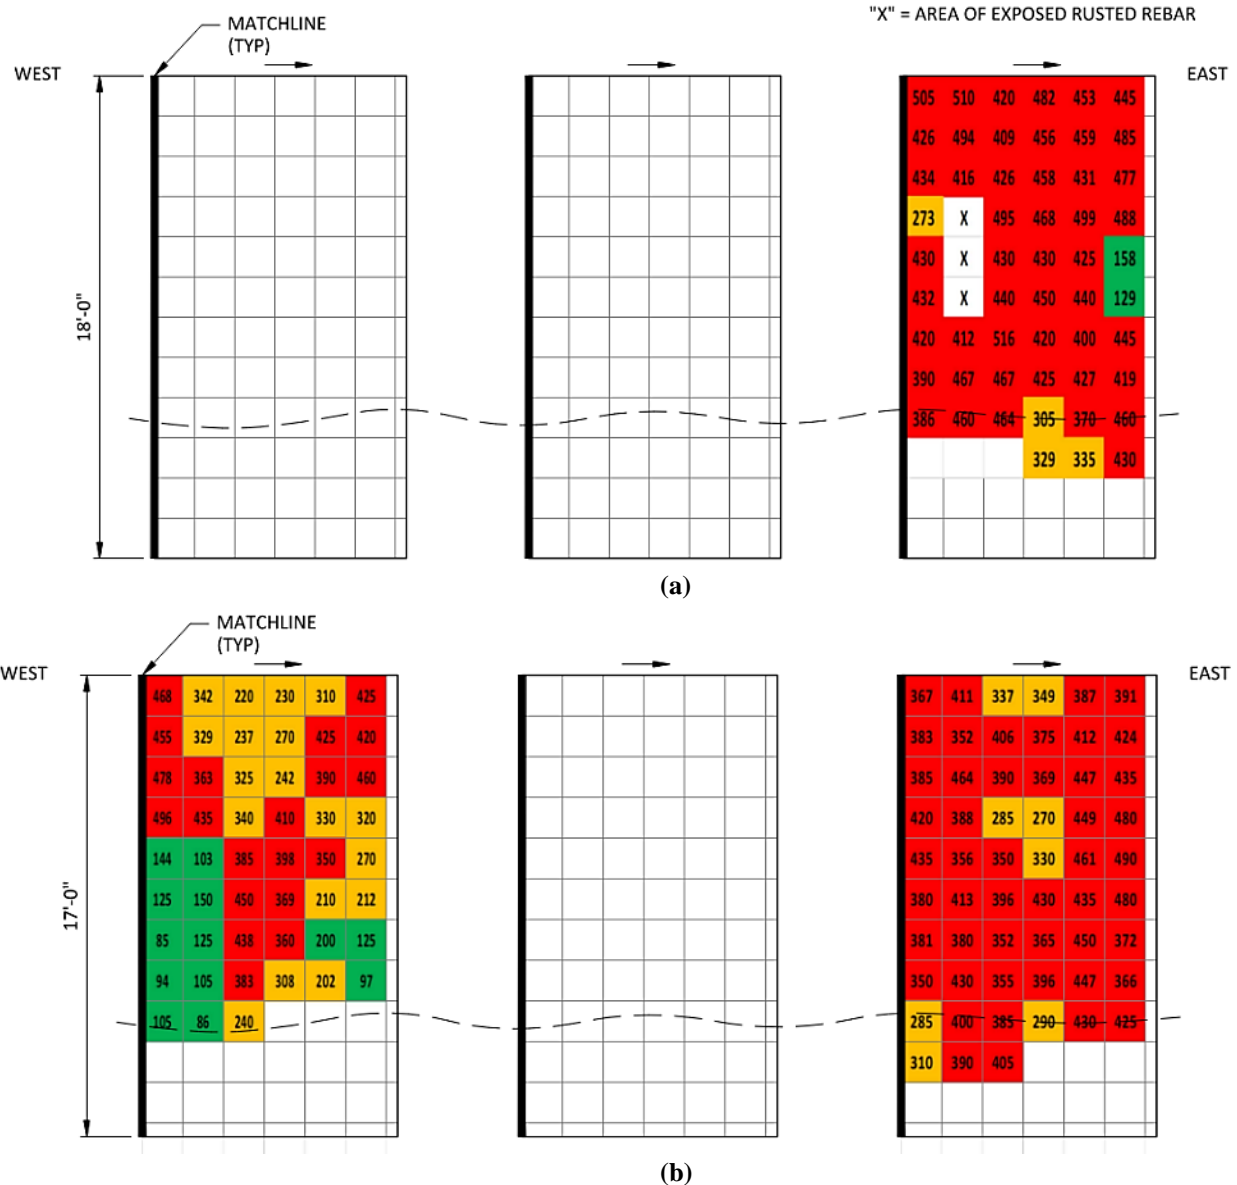 "X" = AREA OF EXPOSED RUSTED REBAR
MATCHLINE
(TYP)
WEST
EAST
18'-0"
505 510 420 482 453 445
426 494 409 456 459 485
434 416 426 458 431 477
273 X 495 468 499 488
430 X 430 430 425 158
432 X 440 450 440 129
420 412 516 420 400 445
390 467 467 425 427 419
386 460 464 305 370 460
329 335 430
(a)
MATCHLINE
(TYP)
WEST
EAST
17'-0"
468 342 220 230 310 425 367 411 337 349 387 391
455 329 237 270 425 420 383 352 406 375 412 424
478 363 325 242 390 460 385 464 390 369 447 435
496 435 340 410 330 320 420 388 285 270 449 480
144 103 385 398 350 270 435 356 350 330 461 490
125 150 450 369 210 212 380 413 396 430 435 480
85 125 438 360 200 125 381 380 352 365 450 372
94 105 383 308 202 97 350 430 355 396 447 366
105 86 240 285 400 385 290 430 425
310 390 405
(b)